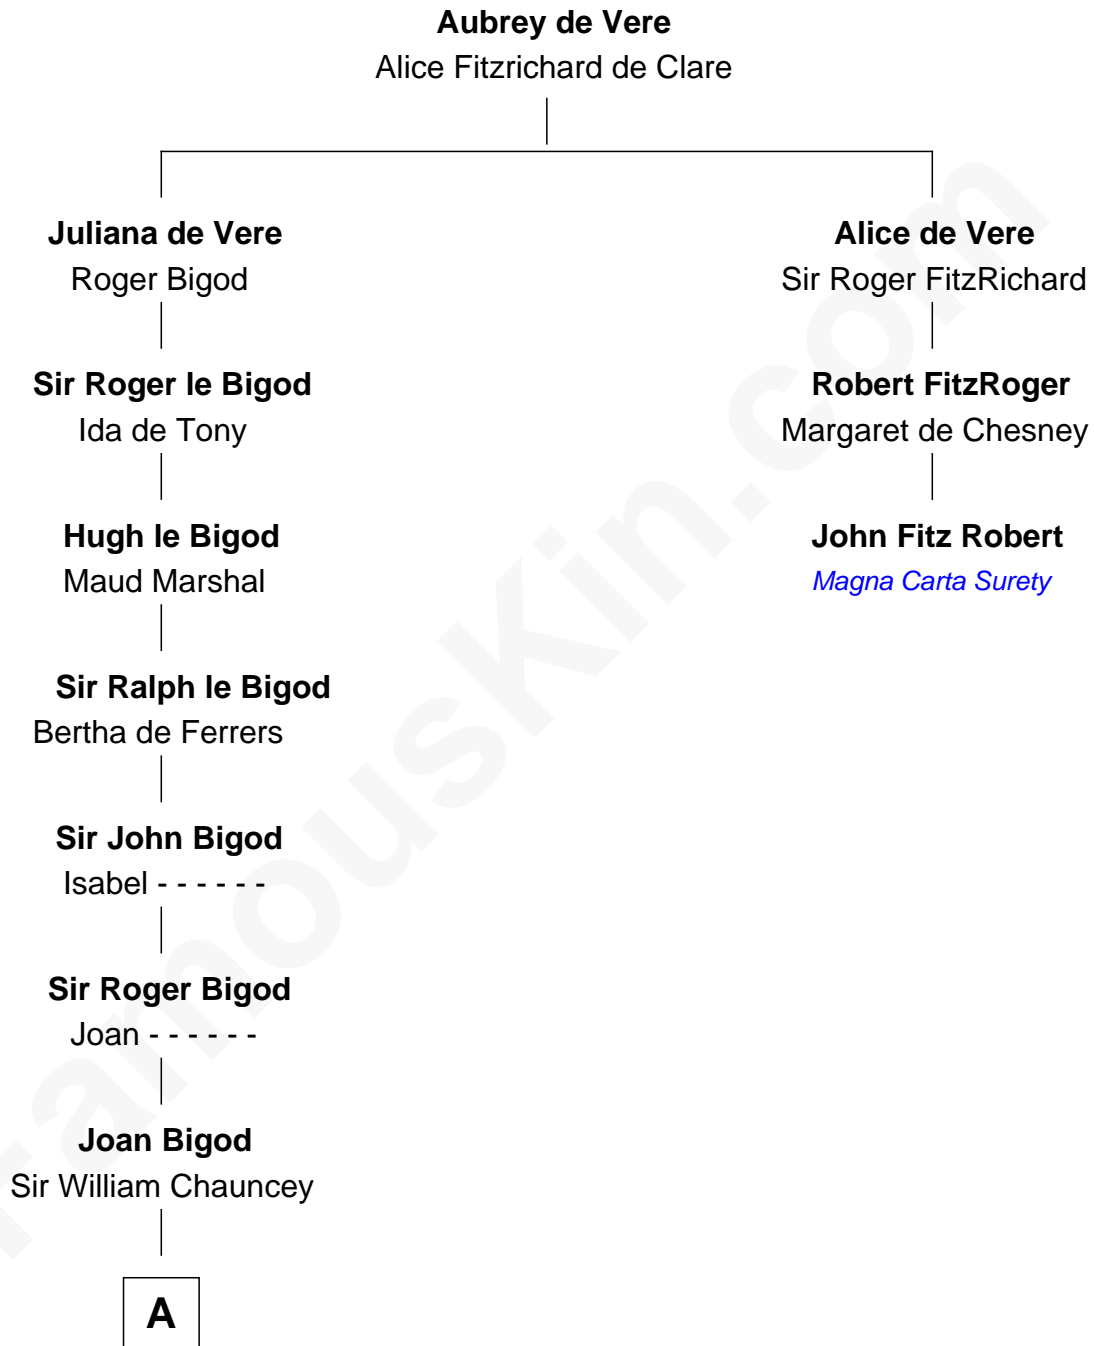 Aubrey de Vere
Alice Fitzrichard de Clare
Juliana de Vere
Roger Bigod
Alice de Vere
Sir Roger FitzRichard
Sir Roger le Bigod
Ida de Tony
Robert FitzRoger
Margaret de Chesney
Hugh le Bigod
Maud Marshal
John Fitz Robert
Magna Carta Surety
Sir Ralph le Bigod
Bertha de Ferrers
Sir John Bigod
Isabel - - - - - -
Sir Roger Bigod
Joan - - - - - -
Joan Bigod
Sir William Chauncey
A
FamousKin.com